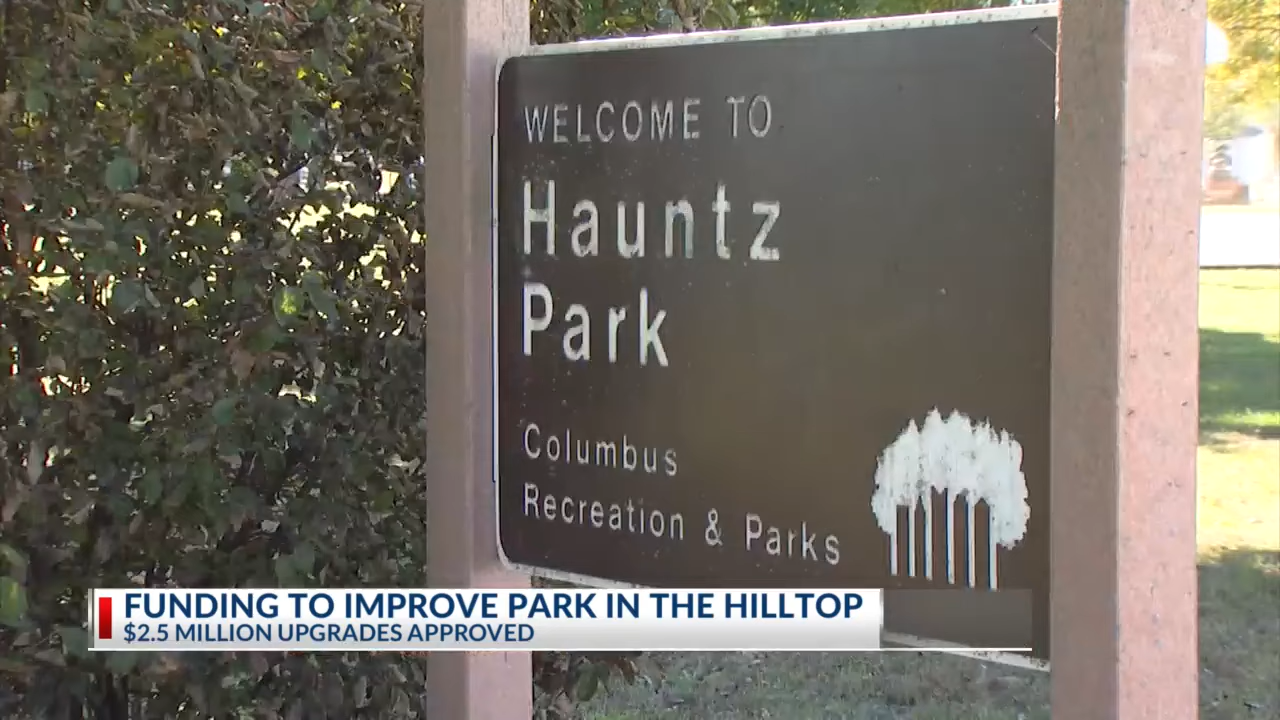 WELCOME TO
Hauntz
Park
Columbus
Recreation & Parks
FUNDING TO IMPROVE PARK IN THE HILLTOP
$2.5 MILLION UPGRADES APPROVED